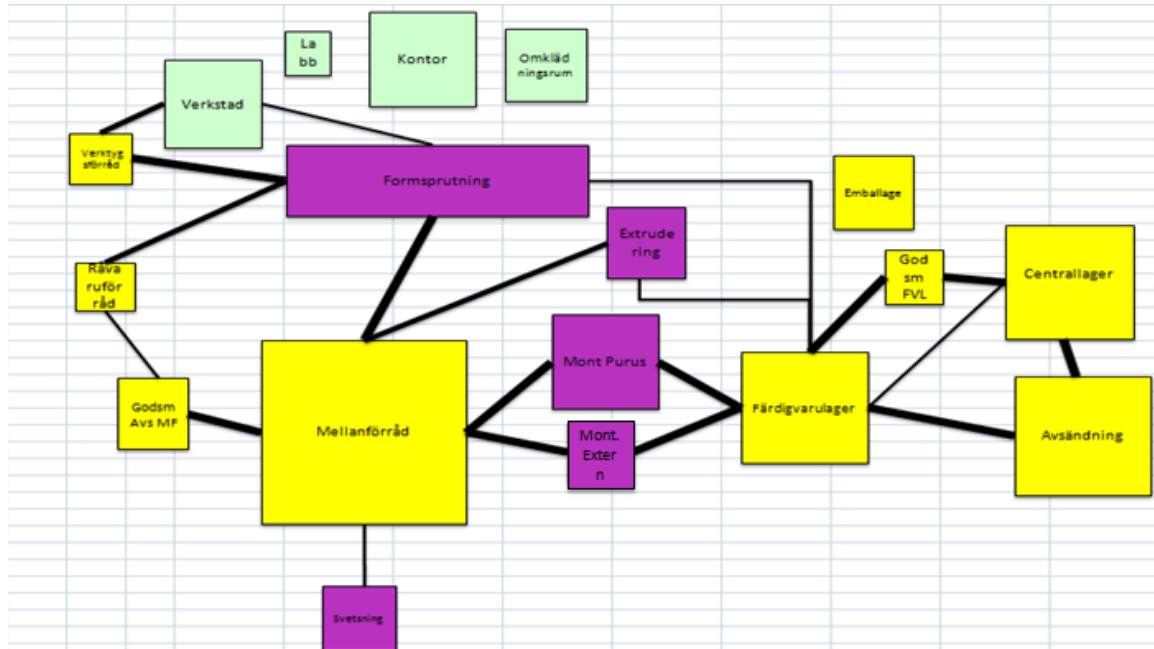 La
bb
Kontor
Omkläd
ningsrum
Verkstad
Verktyg
sförråd
Formsprutning
Emballage
Extrude
ring
Råva
ruför
råd
God
sm
FVL
Centrallager
Mont Purus
Godsm
Avs MF
Mellanförråd
Färdigvarulager
Avsändning
Mont.
Exter
n
Svetsning